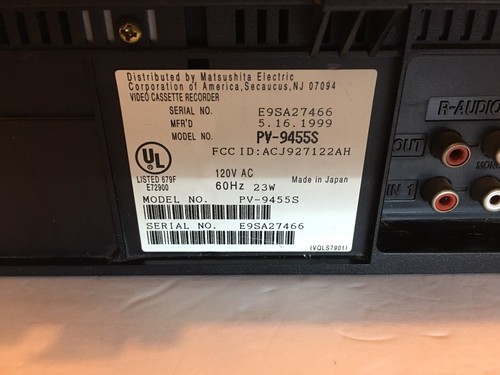 Distributed by Matsushita Electric
Corporation of America, Secaucus, NJ 07094
VIDEO CASSETTE RECORDER
SERIAL NO. E9SA27466
MFR'D 5.16.1999
MODEL NO. PV-9455S
FCC ID: ACJ927122AH
UL
LISTED 679F
E72900
120V AC
60Hz 23W
Made in Japan
MODEL NO. PV-9455S
SERIAL NO. E9SA27466
(VQLS7901)
R-AUDIO
OUT
MONO
IN 1